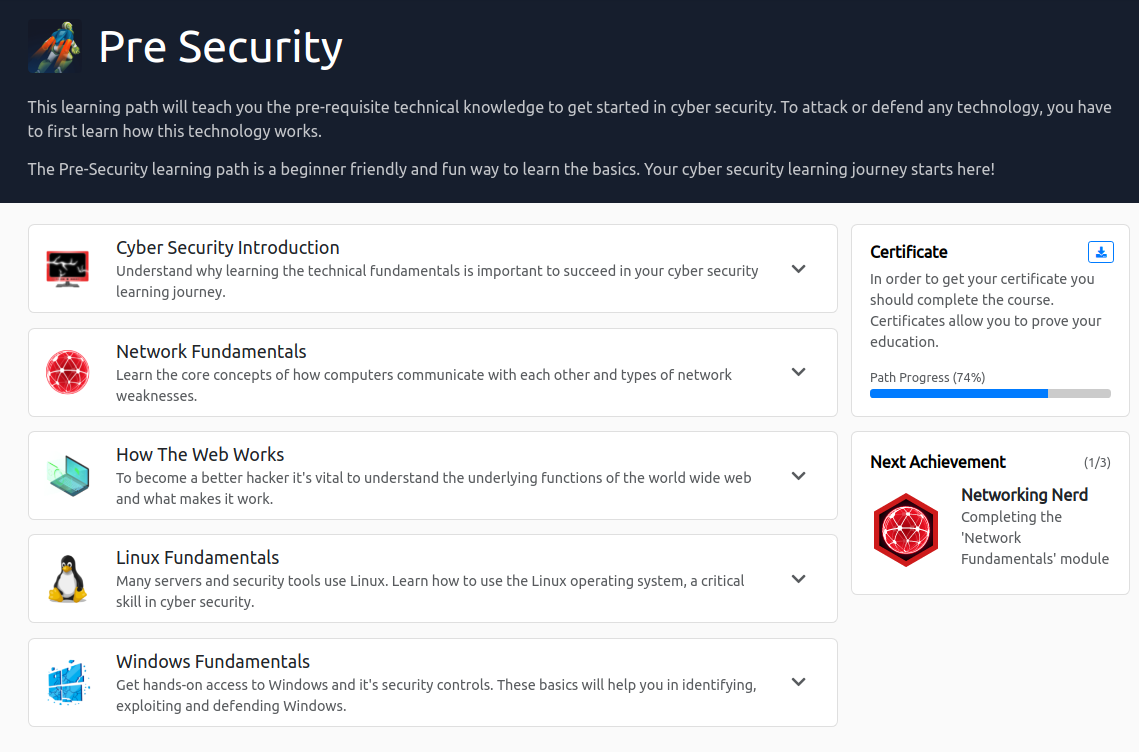 Pre Security
This learning path will teach you the pre-requisite technical knowledge to get started in cyber security. To attack or defend any technology, you have
to first learn how this technology works.
The Pre-Security learning path is a beginner friendly and fun way to learn the basics. Your cyber security learning journey starts here!
Cyber Security Introduction
Understand why learning the technical fundamentals is important to succeed in your cyber security
learning journey.
Network Fundamentals
Learn the core concepts of how computers communicate with each other and types of network
weaknesses.
How The Web Works
To become a better hacker it's vital to understand the underlying functions of the world wide web
and what makes it work.
Linux Fundamentals
Many servers and security tools use Linux. Learn how to use the Linux operating system, a critical
skill in cyber security.
Windows Fundamentals
Get hands-on access to Windows and it's security controls. These basics will help you in identifying,
exploiting and defending Windows.
Certificate
In order to get your certificate you
should complete the course.
Certificates allow you to prove your
education.
Path Progress (74%)
Next Achievement (1/3)
Networking Nerd
Completing the
'Network
Fundamentals' module